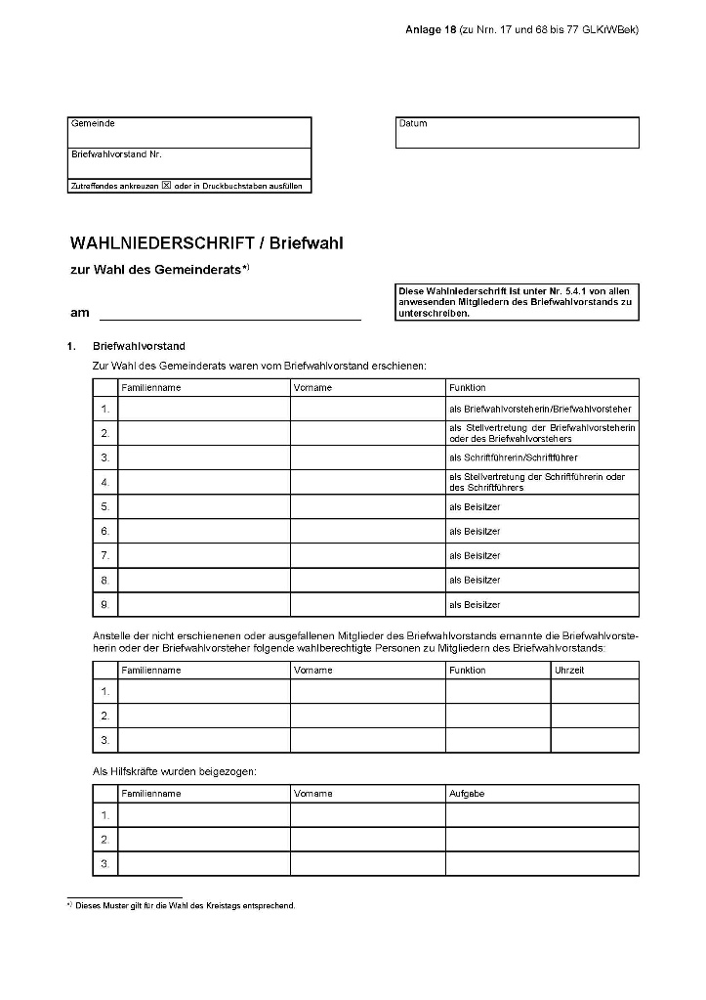 Anlage 18 (zu Nrn. 17 und 68 bis 77 GLKrWBek)
Gemeinde
Datum
Briefwahlvorstand Nr.
Zutreffendes ankreuzen ☒ oder in Druckbuchstaben ausfüllen
WAHLNIEDERSCHRIFT / Briefwahl
zur Wahl des Gemeinderats*)
Diese Wahlniederschrift ist unter Nr. 5.4.1 von allen
anwesenden Mitgliedern des Briefwahlvorstands zu
unterschreiben.
am
1. Briefwahlvorstand
Zur Wahl des Gemeinderats waren vom Briefwahlvorstand erschienen:
Familienname Vorname Funktion
1. als Briefwahlvorsteherin/Briefwahlvorsteher
2. als Stellvertretung der Briefwahlvorsteherin
oder des Briefwahlvorstehers
3. als Schriftführerin/Schriftführer
4. als Stellvertretung der Schriftführerin oder
des Schriftführers
5. als Beisitzer
6. als Beisitzer
7. als Beisitzer
8. als Beisitzer
9. als Beisitzer
Anstelle der nicht erschienenen oder ausgefallenen Mitglieder des Briefwahlvorstands ernannte die Briefwahlvorste-
herin oder der Briefwahlvorsteher folgende wahlberechtigte Personen zu Mitgliedern des Briefwahlvorstands:
Familienname Vorname Funktion Uhrzeit
1.
2.
3.
Als Hilfskräfte wurden beigezogen:
Familienname Vorname Aufgabe
1.
2.
3.
*) Dieses Muster gilt für die Wahl des Kreistags entsprechend.